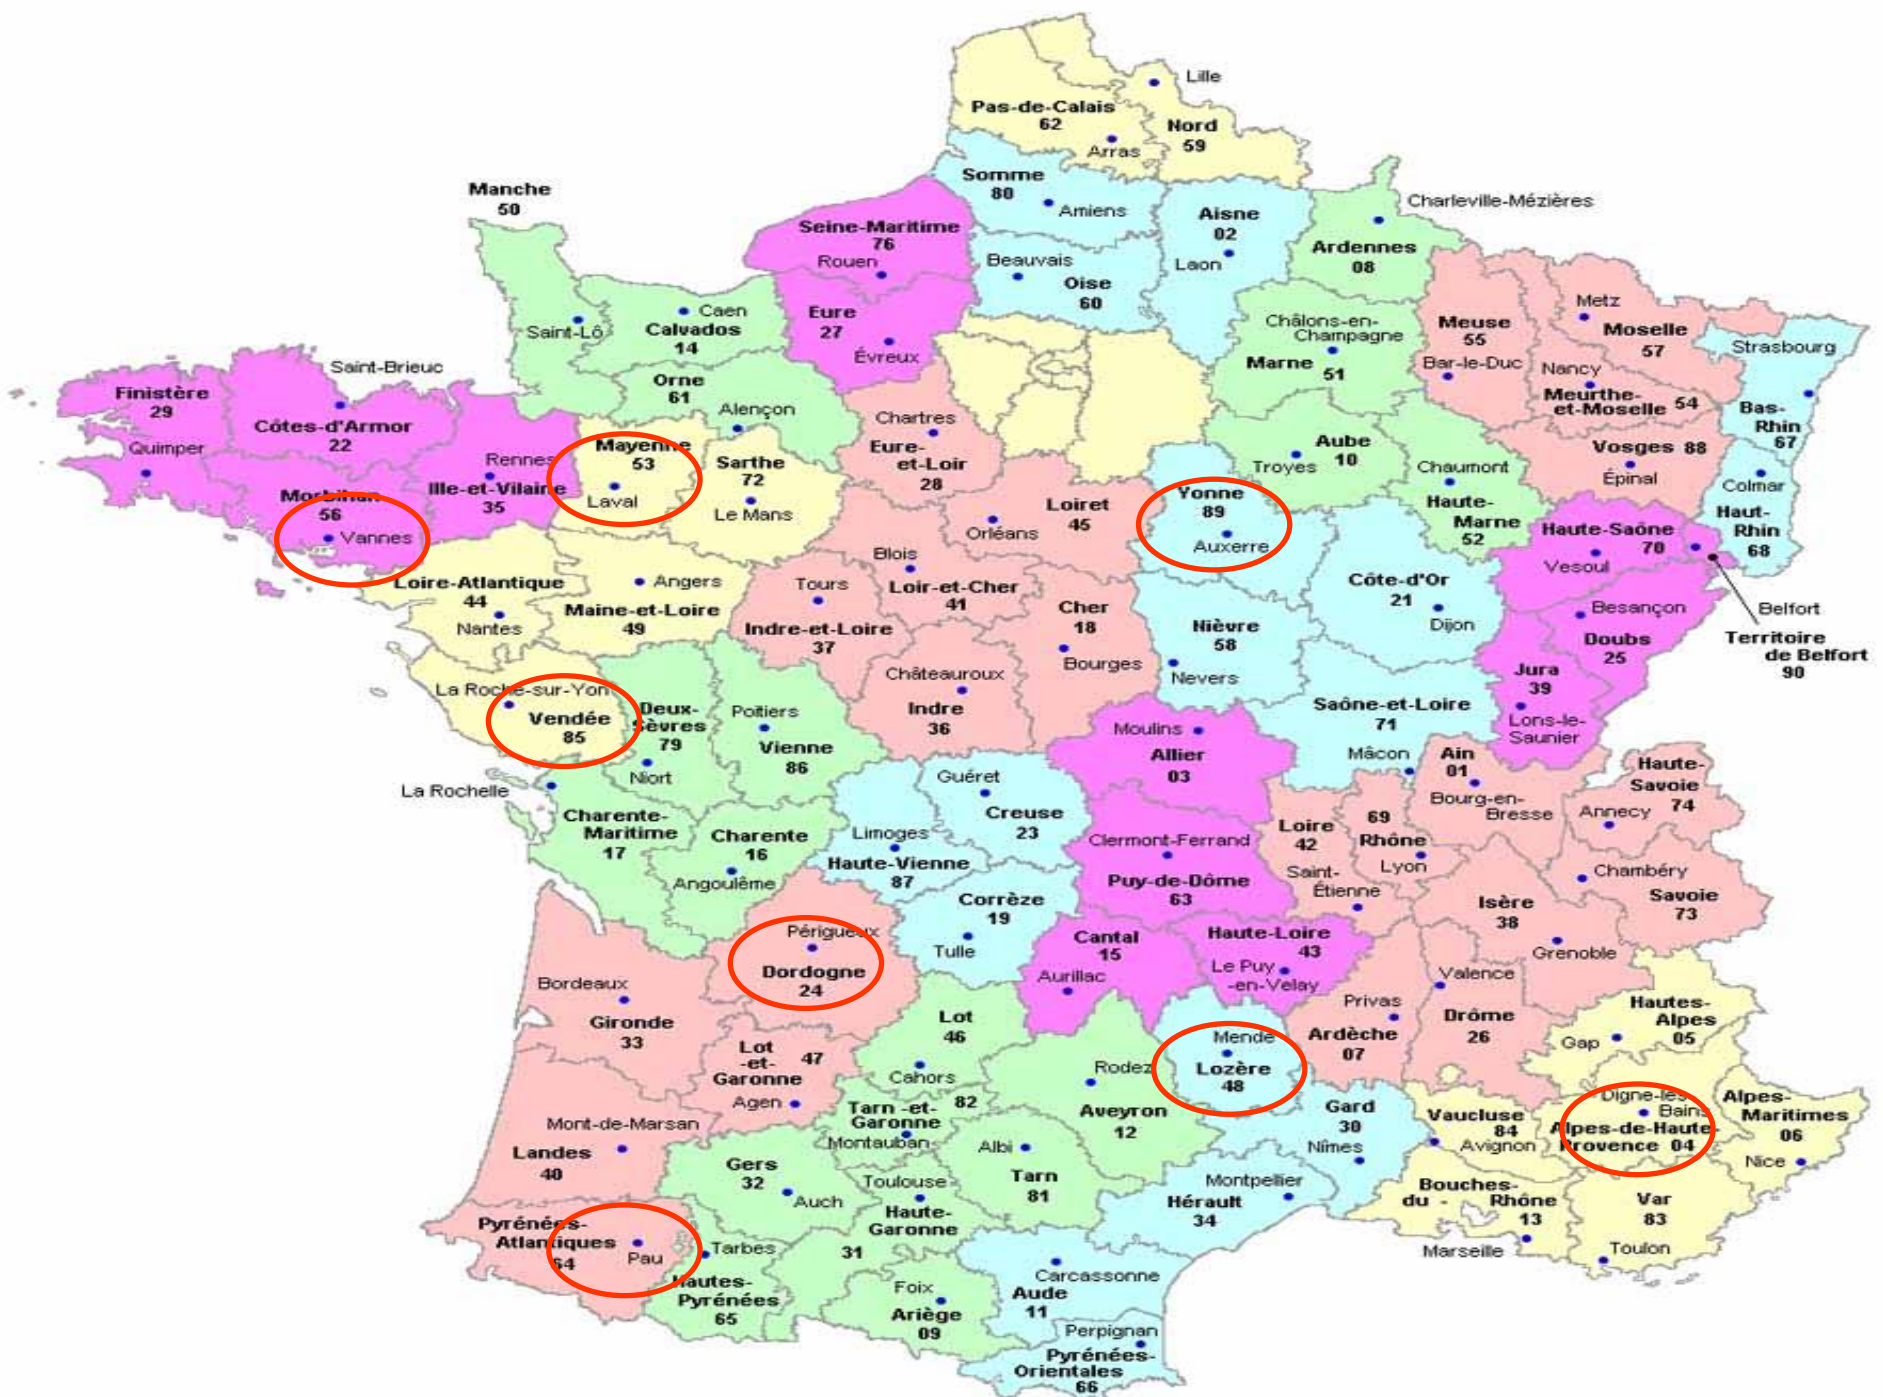 Lille
Pas-de-Calais
62
Nord
59
Arras
Somme
80
Amiens
Manche
50
Charleville-Mézières
Aisne
02
Seine-Maritime
76
Rouen
Ardennes
08
Beauvais
Laon
Oise
60
Metz
Caen
Saint-Lô
Calvados
14
Eure
27
Évreux
Châlons-en-
Champagne
Marne
51
Meuse
55
Bar-le-Duc
Moselle
57
Strasbourg
Nancy
Meurthe-
et-Moselle 54
Saint-Brieuc
Finistère
29
Côtes-d'Armor
22
Quimper
Orne
61
Alençon
Chartres
Eure-
et-Loir
28
Bas-
Rhin
67
Aube
10
Troyes
Chaumont
Haute-
Marne
52
Vosges 88
Épinal
Colmar
Haut-
Rhin
68
Rennes
Ille-et-Vilaine
35
Mayenne
53
Laval
Sarthe
72
Le Mans
Morbihan
56
Vannes
Loiret
45
Orléans
Yonne
89
Auxerre
Haute-Saône
70
Vesoul
Blois
Loir-et-Cher
41
Loire-Atlantique
44
Nantes
Angers
Maine-et-Loire
49
Tours
Indre-et-Loire
37
Cher
18
Bourges
Côte-d'Or
21
Dijon
Nièvre
58
Nevers
Besançon
Doubs
25
Belfort
Territoire
de Belfort
90
Jura
39
Lons-le-
Saunier
La Roche-sur-Yon
Vendée
85
Deux-
Sèvres
79
Niort
Poitiers
Vienne
86
Châteauroux
Indre
36
Saône-et-Loire
71
Mâcon
Moulins
Allier
03
La Rochelle
Charente-
Maritime
17
Charente
16
Angoulême
Limoges
Haute-Vienne
87
Guéret
Creuse
23
Clermont-Ferrand
Puy-de-Dôme
63
Loire
42
Saint-
Étienne
69
Rhône
Lyon
Ain
01
Bourg-en-
Bresse
Haute-
Savoie
74
Annecy
Chambéry
Savoie
73
Isère
38
Grenoble
Corrèze
19
Tulle
Périgueux
Dordogne
24
Cantal
15
Aurillac
Haute-Loire
43
Le Puy
-en-Velay
Valence
Drôme
26
Privas
Ardèche
07
Bordeaux
Gironde
33
Lot
46
Cahors
Lot
-et-
Garonne
47
Agen
Hautes-
Alpes
05
Gap
Mende
Lozère
48
Rodez
Aveyron
12
Tarn -et-
Garonne
82
Montauban
Albi
Tarn
81
Gard
30
Nîmes
Vaucluse
84
Avignon
Digne-les
Bains
Alpes-de-Haute-
Provence 04
Alpes-
Maritimes
06
Nice
Mont-de-Marsan
Landes
40
Gers
32
Auch
Toulouse
Haute-
Garonne
31
Montpellier
Hérault
34
Bouches-
du -
Rhône
13
Marseille
Var
83
Toulon
Pyrénées-
Atlantiques
64
Pau
Tarbes
Hautes-
Pyrénées
65
Foix
Ariège
09
Carcassonne
Aude
11
Perpignan
Pyrénées-
Orientales
66